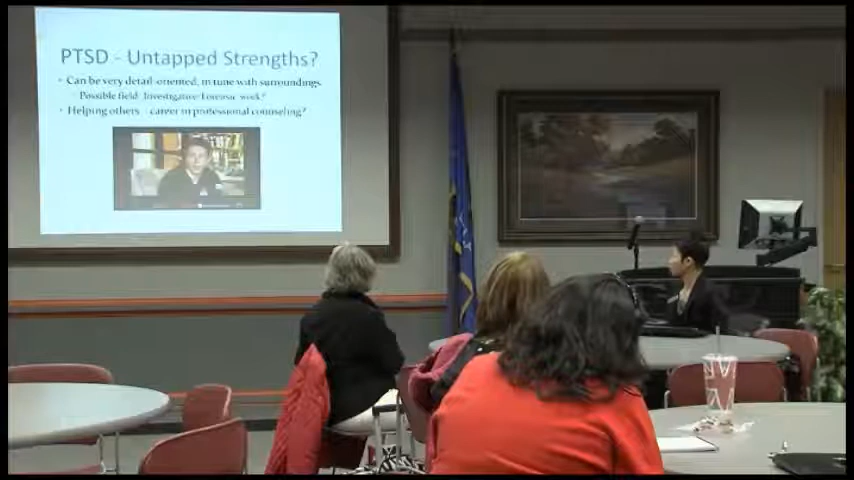 PTSD - Untapped Strengths?
Can be very detail-oriented, in tune with surroundings.
Possible field: Investigative/Forensic work?
Helping others - career in professional counseling?